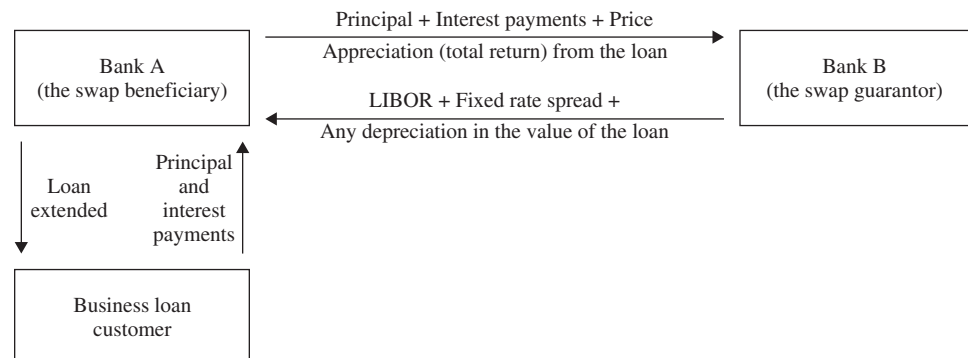 Principal + Interest payments + Price
Appreciation (total return) from the loan
Bank A
(the swap beneficiary)
Bank B
(the swap guarantor)
LIBOR + Fixed rate spread +
Any depreciation in the value of the loan
Loan
extended
Principal
and
interest
payments
Business loan
customer